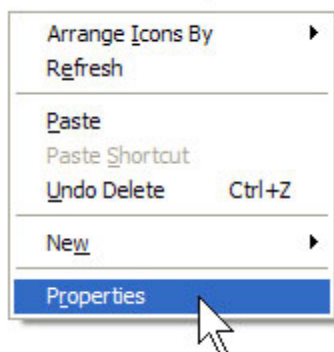 Arrange Icons By
Refresh
Paste
Paste Shortcut
Undo Delete Ctrl+Z
New
Properties